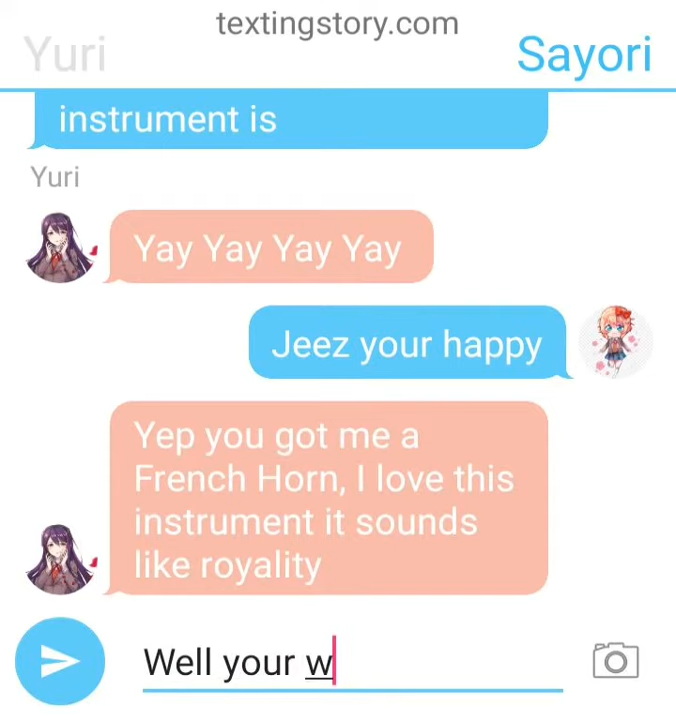 textingstory.com
Yuri
Sayori
instrument is
Yuri
Yay Yay Yay Yay
Jeez your happy
Yep you got me a
French Horn, I love this
instrument it sounds
like royality
Well your w